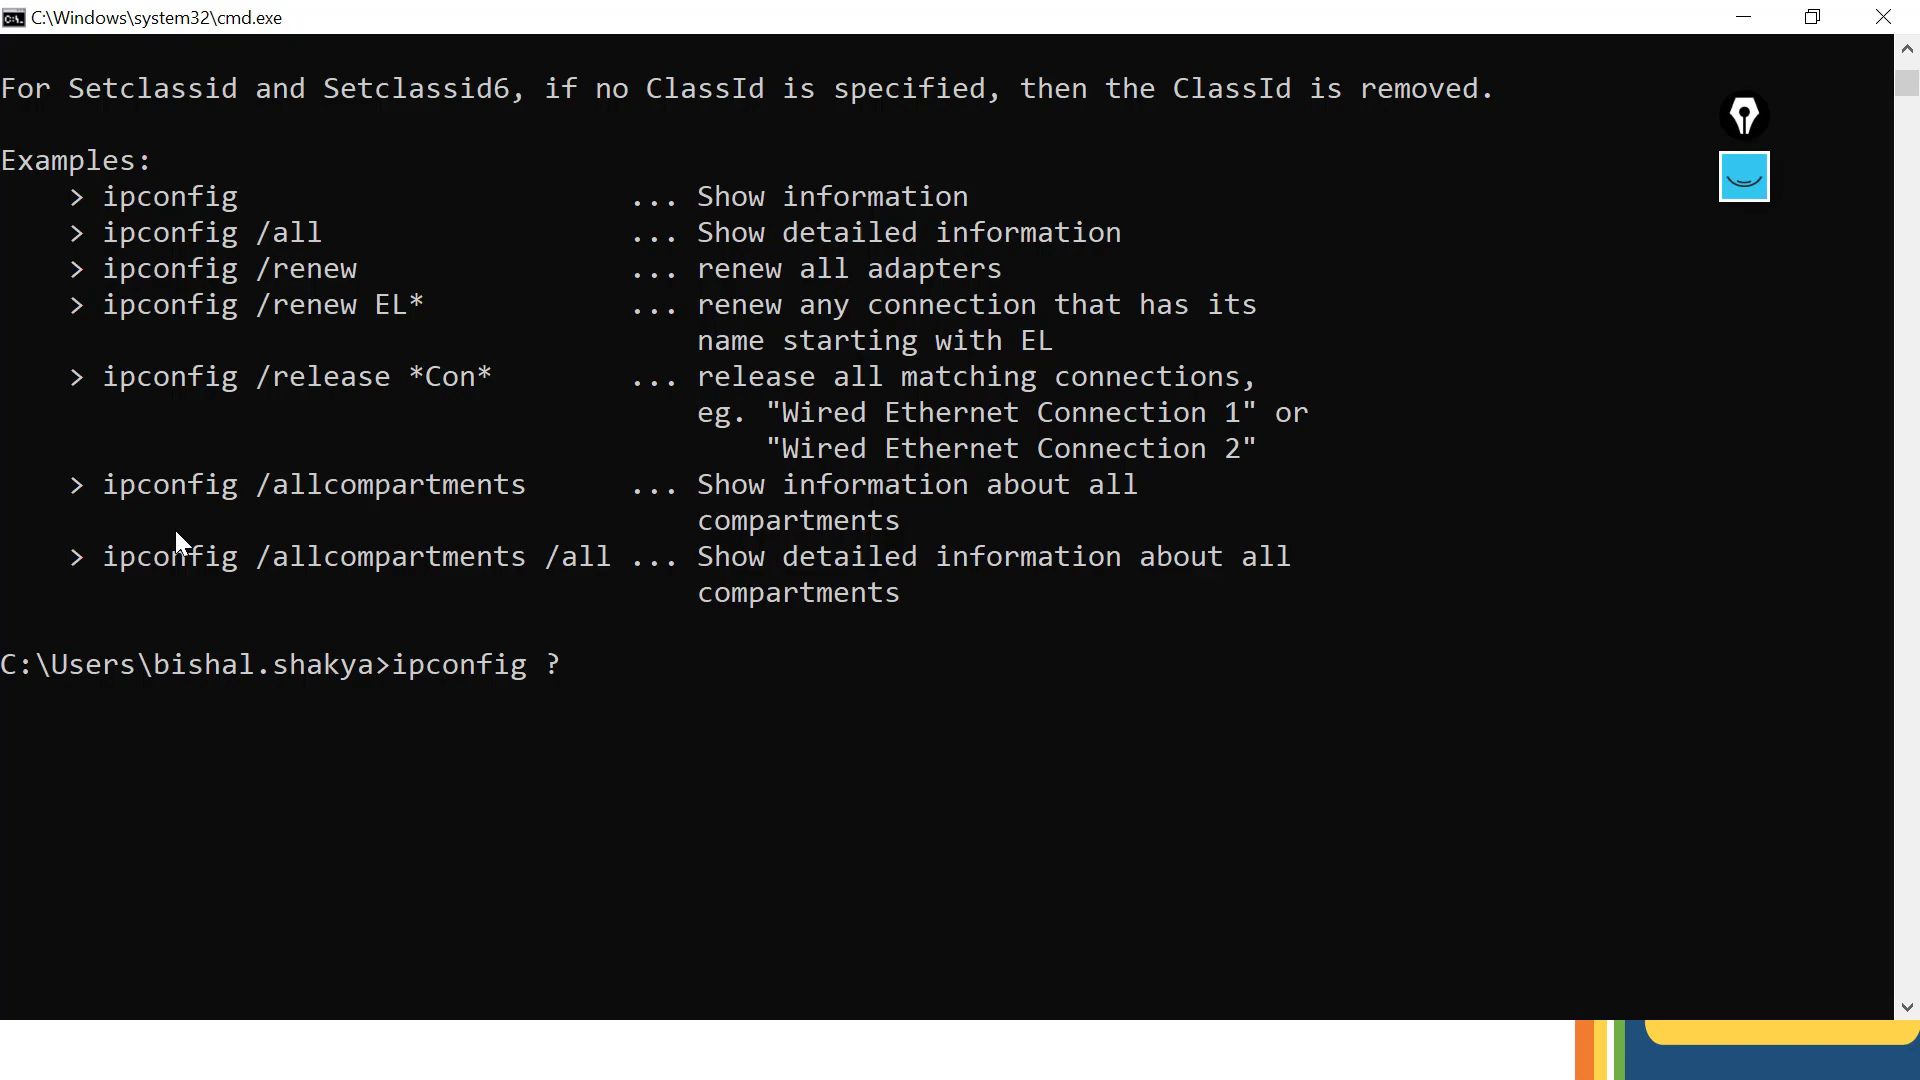 C:\Windows\system32\cmd.exe
For Setclassid and Setclassid6, if no ClassId is specified, then the ClassId is removed.
Examples:
> ipconfig ... Show information
> ipconfig /all ... Show detailed information
> ipconfig /renew ... renew all adapters
> ipconfig /renew EL* ... renew any connection that has its
name starting with EL
> ipconfig /release *Con* ... release all matching connections,
eg. "Wired Ethernet Connection 1" or
"Wired Ethernet Connection 2"
> ipconfig /allcompartments ... Show information about all
compartments
> ipconfig /allcompartments /all ... Show detailed information about all
compartments
C:\Users\bishal.shakya>ipconfig ?